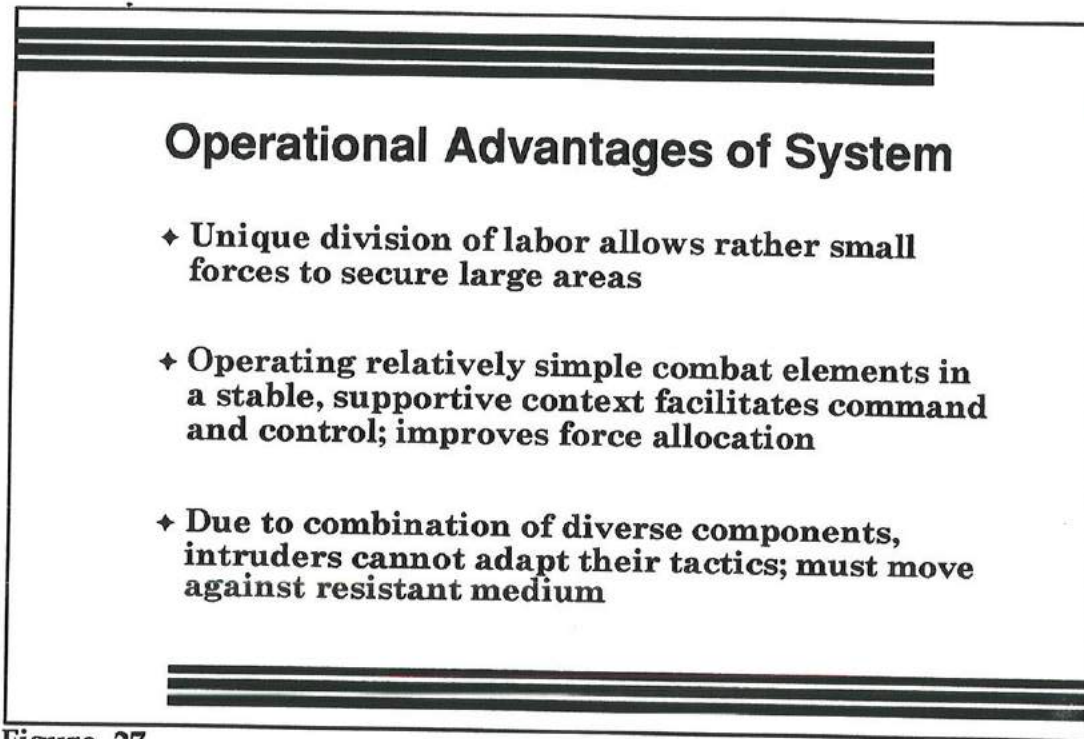 Operational Advantages of System
✦ Unique division of labor allows rather small
forces to secure large areas
✦ Operating relatively simple combat elements in
a stable, supportive context facilitates command
and control; improves force allocation
✦ Due to combination of diverse components,
intruders cannot adapt their tactics; must move
against resistant medium
Figure 27